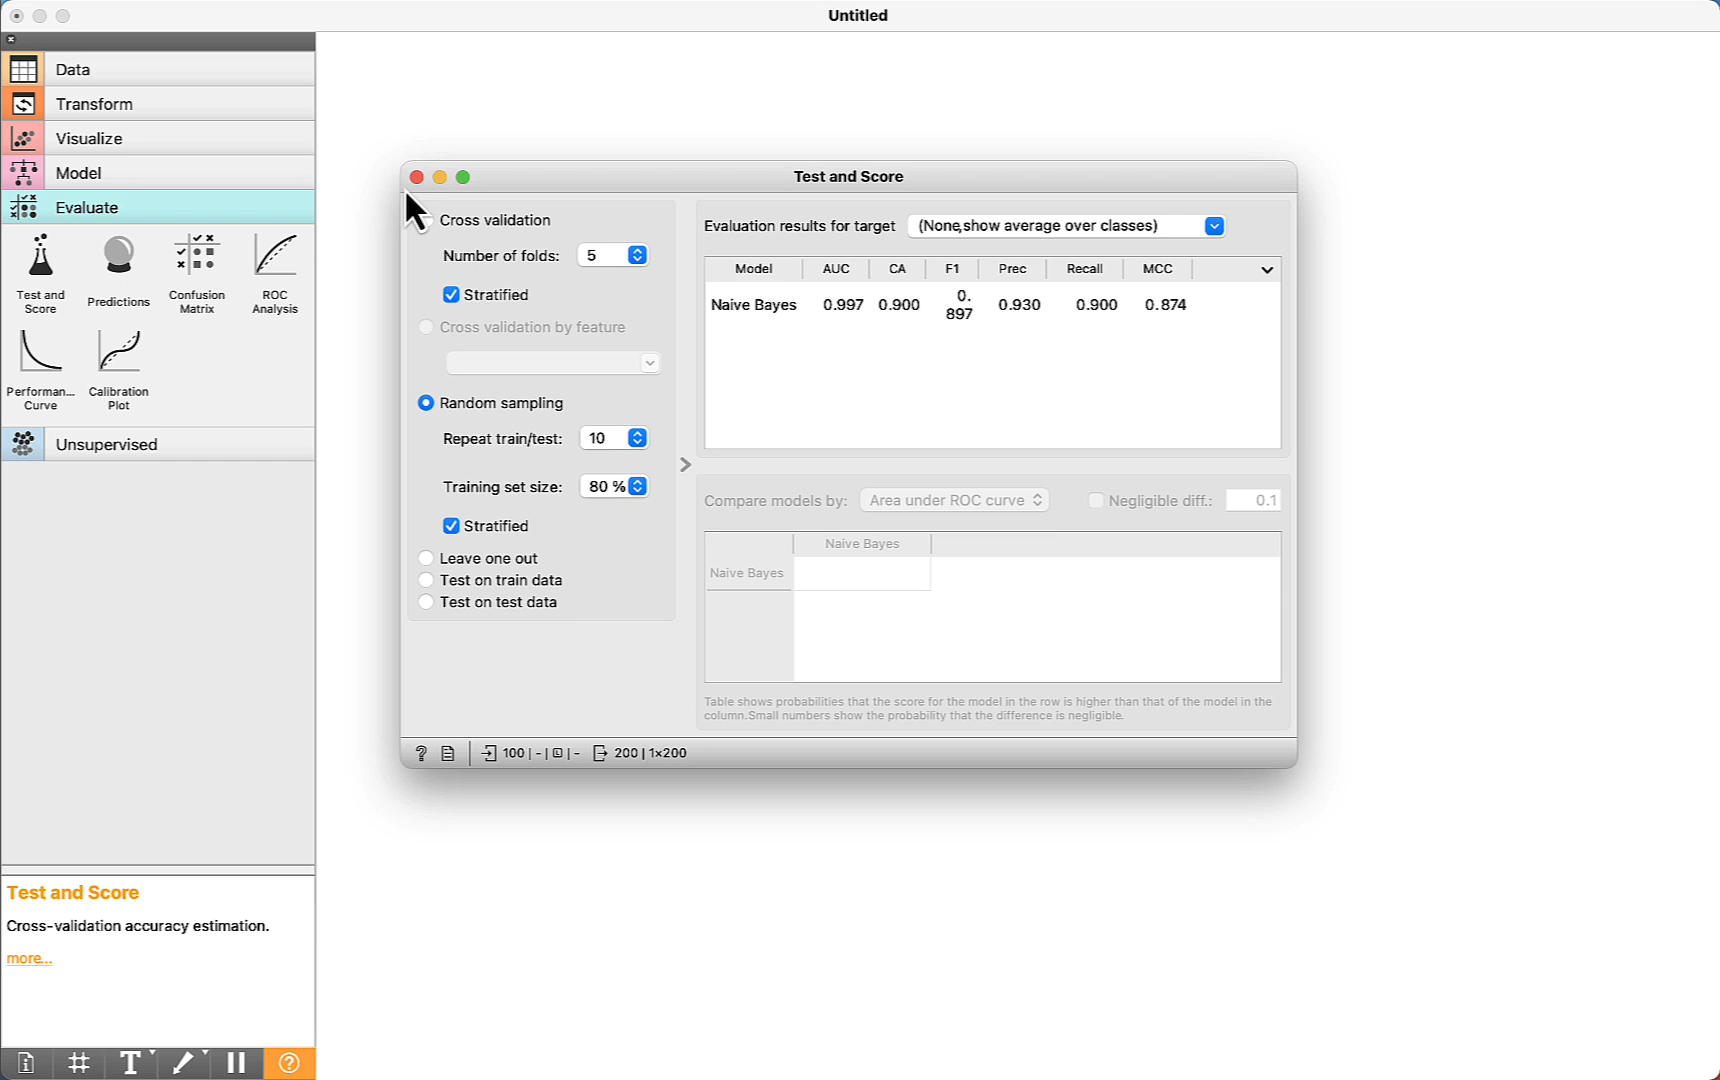 Untitled
Data
Transform
Visualize
Model
Evaluate
Test and
Score
Predictions
Confusion
Matrix
ROC
Analysis
Performan...
Curve
Calibration
Plot
Unsupervised
Test and Score
Cross-validation accuracy estimation.
more...
Test and Score
Cross validation
Number of folds: 5
Stratified
Cross validation by feature
Random sampling
Repeat train/test: 10
Training set size: 80 %
Stratified
Leave one out
Test on train data
Test on test data
Evaluation results for target (None,show average over classes)
Model AUC CA F1 Prec Recall MCC
Naive Bayes 0.997 0.900 0.
897 0.930 0.900 0.874
Compare models by: Area under ROC curve Negligible diff.: 0.1
Naive Bayes
Naive Bayes
Table shows probabilities that the score for the model in the row is higher than that of the model in the
column.Small numbers show the probability that the difference is negligible.
? 100 | - | - 200 | 1×200